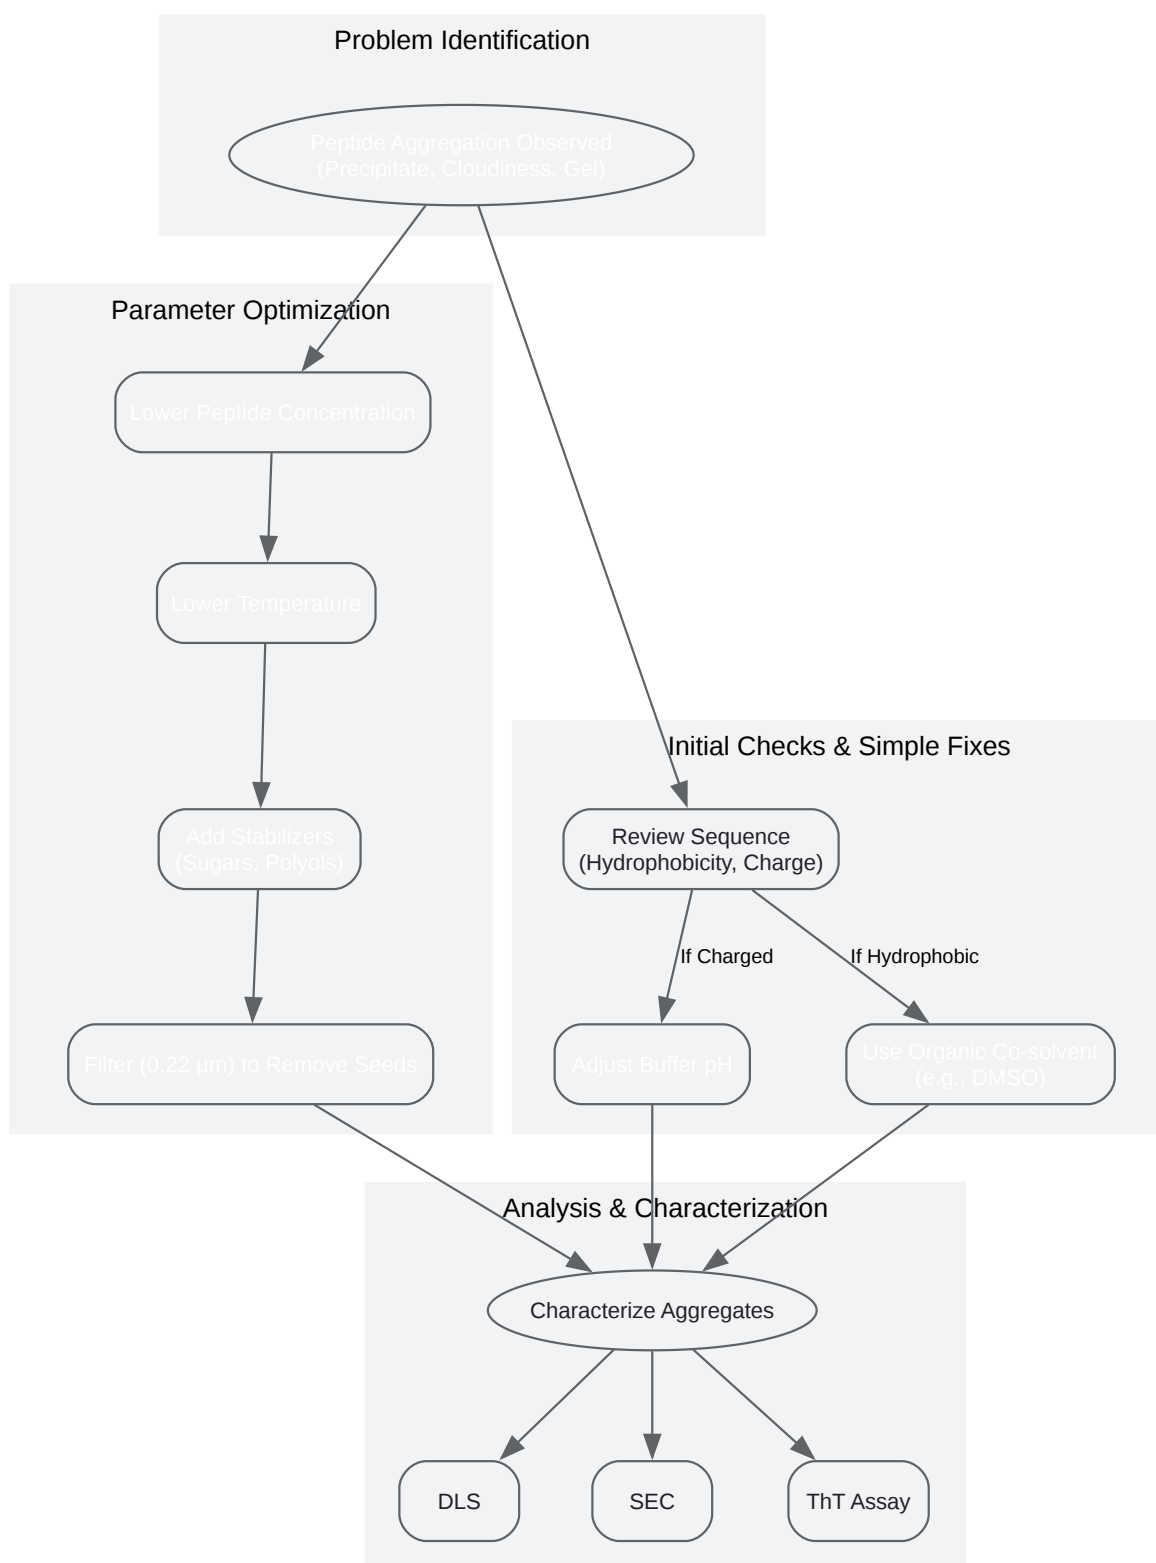 Problem Identification
Peptide Aggregation Observed
(Precipitate, Cloudiness, Gel)
Parameter Optimization
Lower Peptide Concentration
Lower Temperature
Add Stabilizers
(Sugars, Polyols)
Filter (0.22 µm) to Remove Seeds
Initial Checks & Simple Fixes
Review Sequence
(Hydrophobicity, Charge)
If Charged
If Hydrophobic
Adjust Buffer pH
Use Organic Co-solvent
(e.g., DMSO)
Analysis & Characterization
Characterize Aggregates
DLS
SEC
ThT Assay